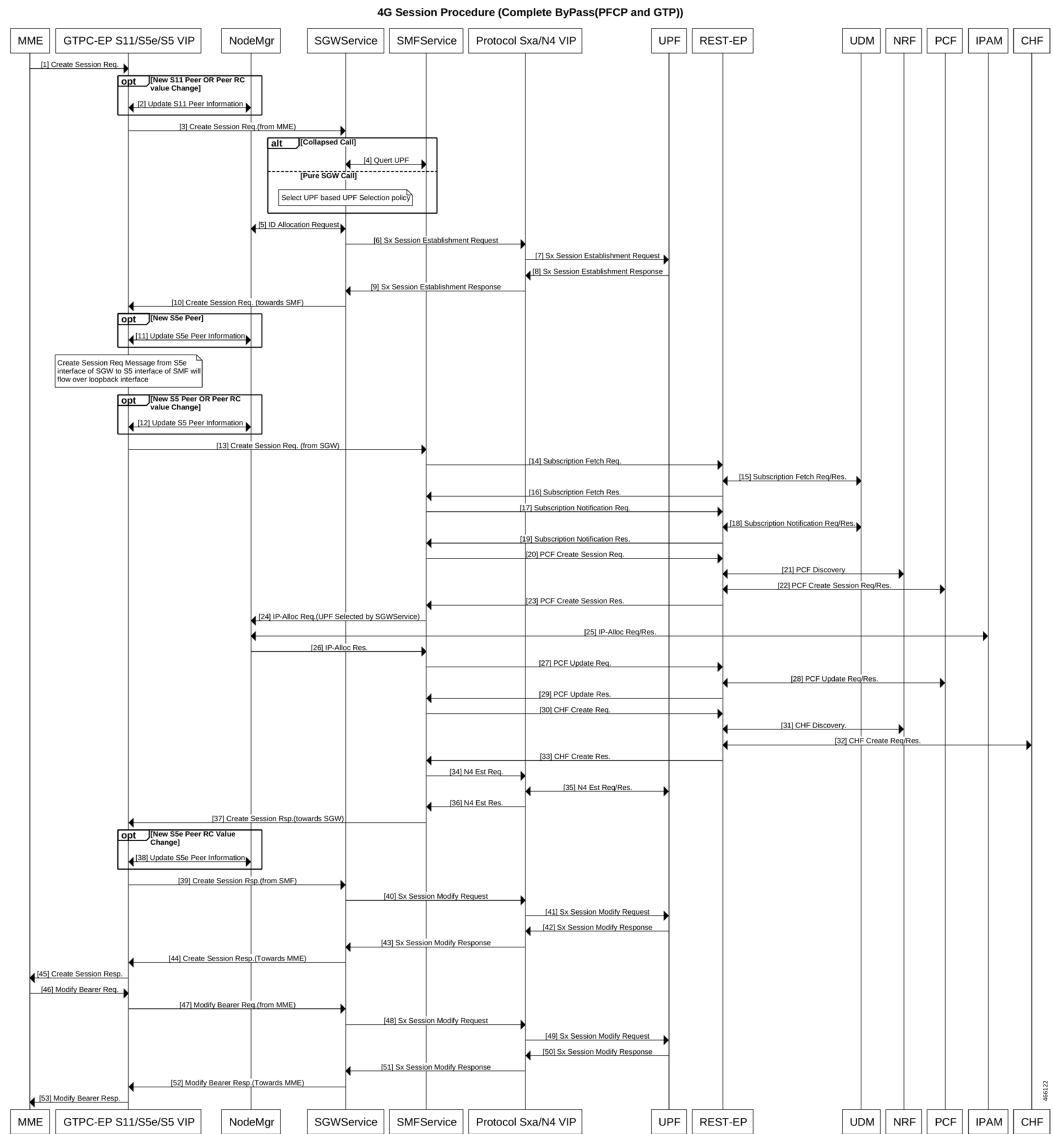 4G Session Procedure (Complete ByPass(PFCP and GTP))
MME
GTPC-EP S11/S5e/S5 VIP
NodeMgr
SGWService
SMFService
Protocol Sxa/N4 VIP
UPF
REST-EP
UDM
NRF
PCF
IPAM
CHF
[1] Create Session Req.
opt
[New S11 Peer OR Peer RC
value Change]
[2] Update S11 Peer Information
[3] Create Session Req.(from MME)
alt
[Collapsed Call]
[4] Quert UPF
[Pure SGW Call]
Select UPF based UPF Selection policy
[5] ID Allocation Request
[6] Sx Session Establishment Request
[7] Sx Session Establishment Request
[8] Sx Session Establishment Response
[9] Sx Session Establishment Response
[10] Create Session Req. (towards SMF)
opt
[New S5e Peer]
[11] Update S5e Peer Information
Create Session Req Message from S5e
interface of SGW to S5 interface of SMF will
flow over loopback interface
opt
[New S5 Peer OR Peer RC
value Change]
[12] Update S5 Peer Information
[13] Create Session Req. (from SGW)
[14] Subscription Fetch Req.
[15] Subscription Fetch Req/Res.
[16] Subscription Fetch Res.
[17] Subscription Notification Req.
[18] Subscription Notification Req/Res.
[19] Subscription Notification Res.
[20] PCF Create Session Req.
[21] PCF Discovery
[22] PCF Create Session Req/Res.
[23] PCF Create Session Res.
[24] IP-Alloc Req.(UPF Selected by SGWService)
[25] IP-Alloc Req/Res.
[26] IP-Alloc Res.
[27] PCF Update Req.
[28] PCF Update Req/Res.
[29] PCF Update Res.
[30] CHF Create Req.
[31] CHF Discovery.
[32] CHF Create Req/Res.
[33] CHF Create Res.
[34] N4 Est Req.
[35] N4 Est Req/Res.
[36] N4 Est Res.
[37] Create Session Rsp.(towards SGW)
opt
[New S5e Peer RC Value
Change]
[38] Update S5e Peer Information
[39] Create Session Rsp.(from SMF)
[40] Sx Session Modify Request
[41] Sx Session Modify Request
[42] Sx Session Modify Response
[43] Sx Session Modify Response
[44] Create Session Resp.(Towards MME)
[45] Create Session Resp.
[46] Modify Bearer Req.
[47] Modify Bearer Req.(from MME)
[48] Sx Session Modify Request
[49] Sx Session Modify Request
[50] Sx Session Modify Response
[51] Sx Session Modify Response
[52] Modify Bearer Resp.(Towards MME)
[53] Modify Bearer Resp.
466122
MME
GTPC-EP S11/S5e/S5 VIP
NodeMgr
SGWService
SMFService
Protocol Sxa/N4 VIP
UPF
REST-EP
UDM
NRF
PCF
IPAM
CHF